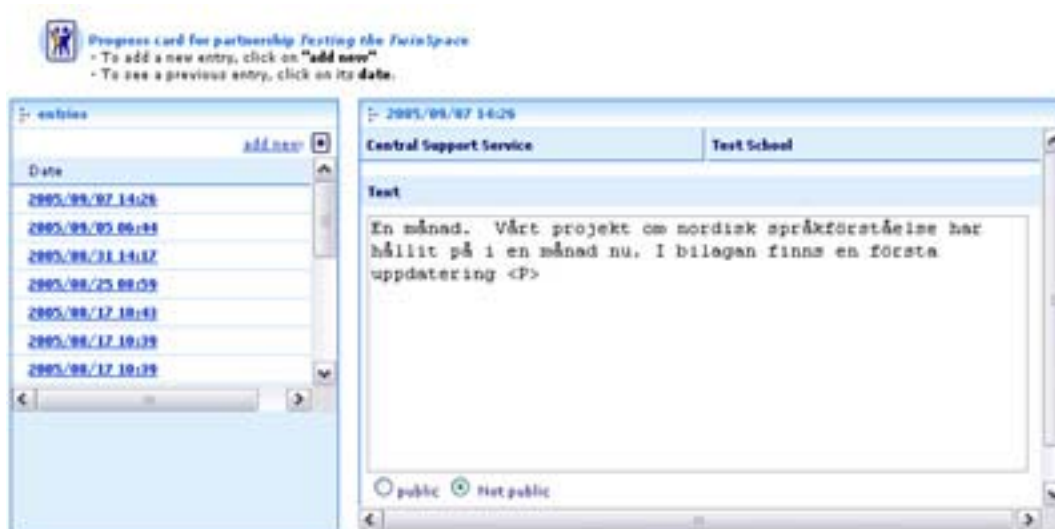 Progress card for partnership Testing the TwinSpace
- To add a new entry, click on "add new"
- To see a previous entry, click on its date.
entries
add new
Date
2005/09/07 14:26
2005/09/05 06:44
2005/08/31 14:17
2005/08/25 08:59
2005/08/17 10:43
2005/08/17 10:39
2005/08/17 10:39
2005/09/07 14:26
Central Support Service Test School
Text
En månad. Vårt projekt om nordisk språkförståelse har
hållit på i en månad nu. I bilagan finns en första
uppdatering <P>
public Not public